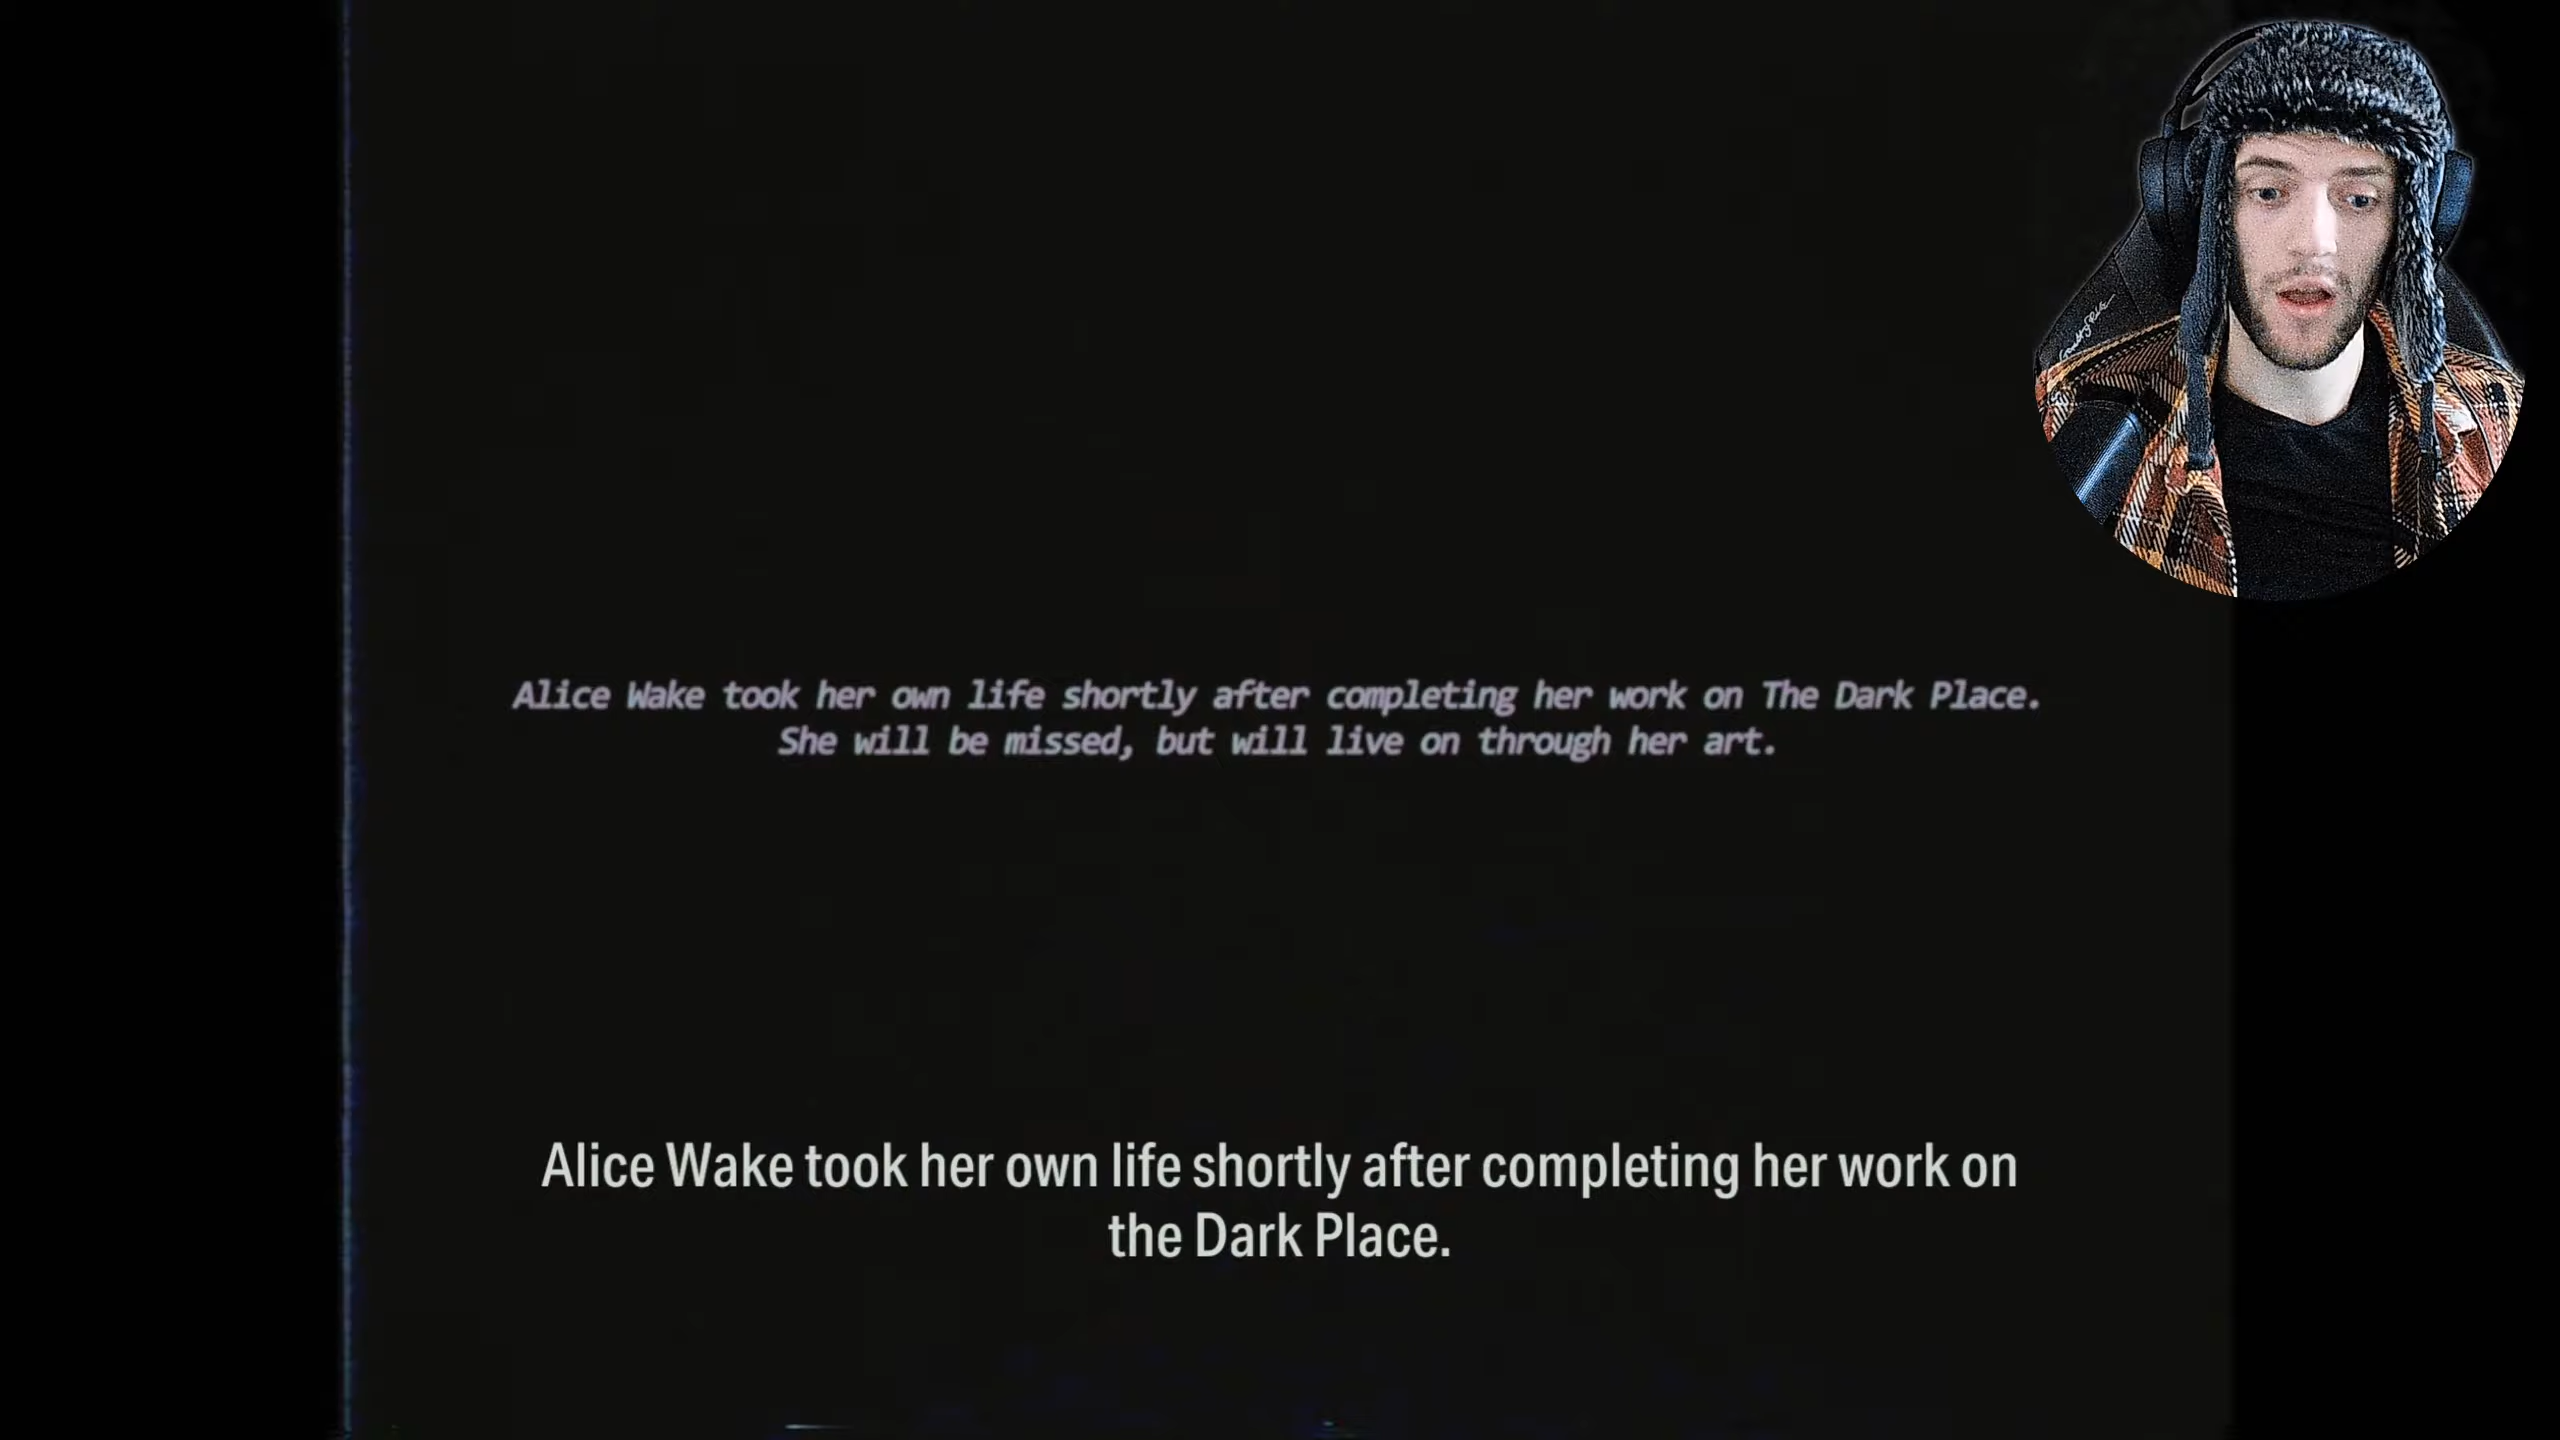 Alice Wake took her own life shortly after completing her work on The Dark Place.
She will be missed, but will live on through her art.
Alice Wake took her own life shortly after completing her work on
the Dark Place.